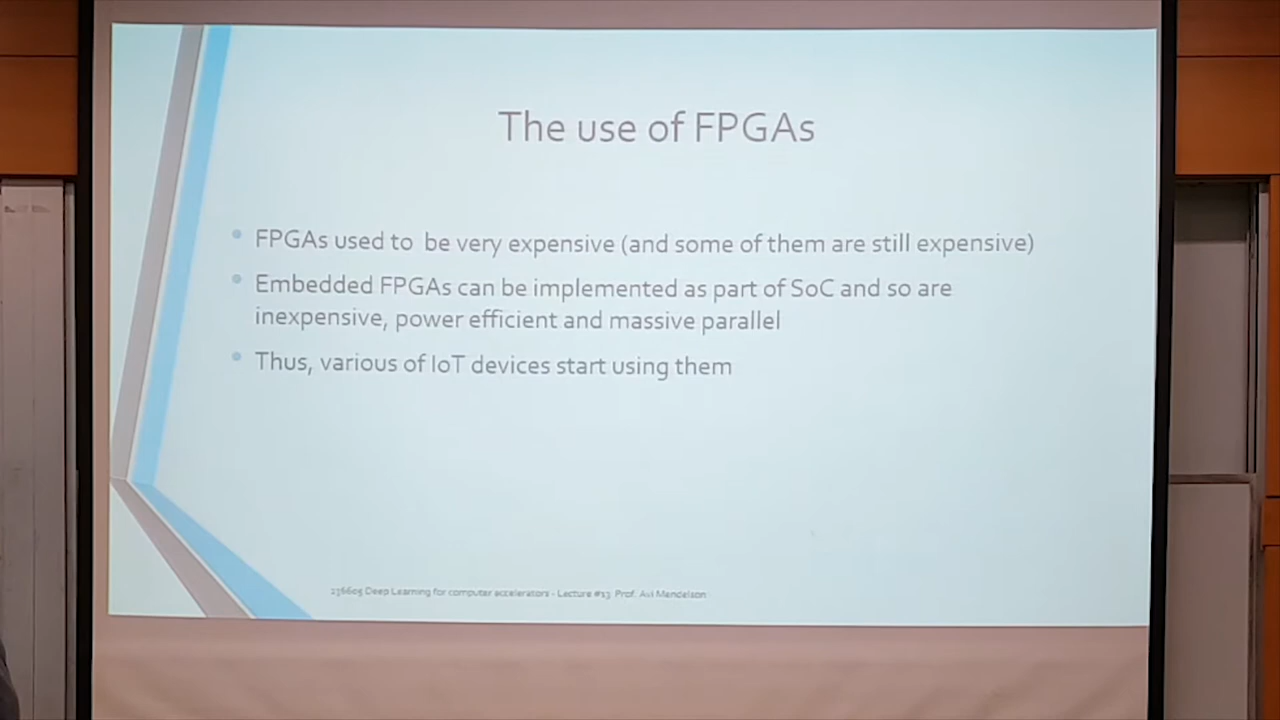 The use of FPGAs
FPGAs used to be very expensive (and some of them are still expensive)
Embedded FPGAs can be implemented as part of SoC and so are
inexpensive, power efficient and massive parallel
Thus, various of IoT devices start using them
236605 Deep Learning for computer accelerators - Lecture #13 Prof. Avi Mendelson